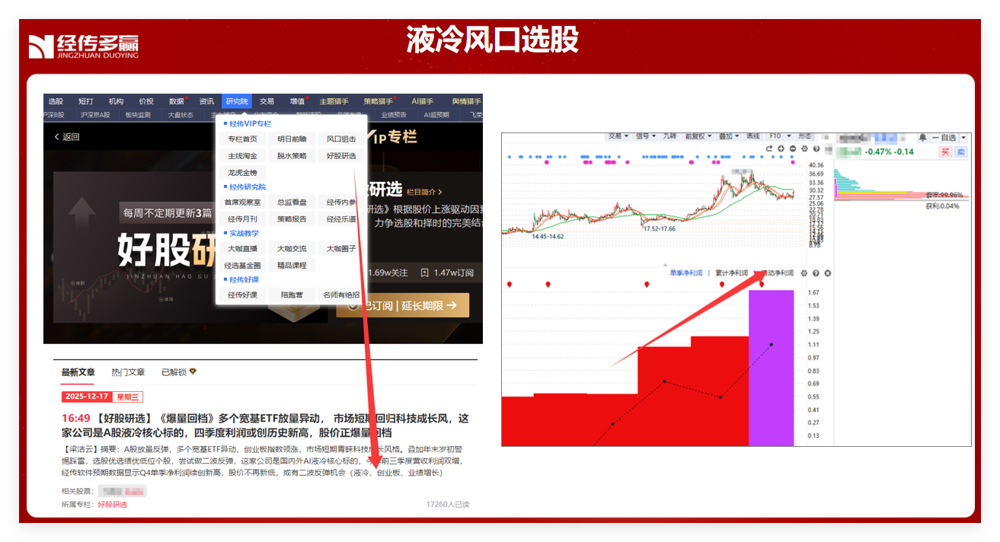 经传多赢
JINGZHUAN DUOYING
液冷风口选股
选股 短打 机构 价投 数据 资讯 研究院 交易 增值 主题猎手 策略猎手 AI猎手 舆情猎手
沪深B股 沪深京A股 板块监测 大盘状态 业绩预告 AI超预期 飞荣
返回
经传VIP专栏
专栏首页 明日前瞻 风口狙击
主线淘金 脱水策略 好股研选
龙虎金榜
经传研究院
首席观察室 总监看盘 经传内参
经传月刊 策略报告 经经乐道
实战教学
大咖直播 大咖交流 大咖圈子
经选基金圈 精品课程
经传好课
经传好课 陪跑营 名师有绝招
VIP专栏
每周不定期更新3篇
好股研
JINZHUAN HAO GU
研选 栏目简介
研选》根据股价上涨驱动因素
力争选股和择时的完美结合
1.69w关注 1.47w订阅
已订阅 | 延长期限
最新文章 热门文章 已解锁
2025-12-17 星期三
16:49 【好股研选】《爆量回档》多个宽基ETF放量异动， 市场短期回归科技成长风，这
家公司是A股液冷核心标的，四季度利润或创历史新高，股价正爆量回档
【梁洁云】摘要：A股放量反弹，多个宽基ETF异动，创业板指数领涨，市场短期青睐科技成长风格。叠加年末岁初警
惕踩雷，选股优选绩优低位个股，尝试做二波反弹，这家公司是国内外AI液冷核心标的，今年前三季度营收利润双增，
经传软件预期数据显示Q4单季净利润续创新高，股价不再新低，或有二波反弹机会（液冷、创业板、业绩增长）
相关股票：
所属专栏：好股研选
17260人已读
交易 信号 九转 前复权 叠加 画线 F10 形态
自选
-0.47% -0.14
买 卖
40.36
36.69
33.36
30.32
27.57
25.06
22.78
20.71
18.83
17.52-17.66
14.45-14.62
套牢:99.96%
获利:0.04%
单季净利润 | 累计净利润 滚动净利润
1.67
1.53
1.39
1.25
1.11
0.97
0.83
0.69
0.55
0.41
0.27
0.13